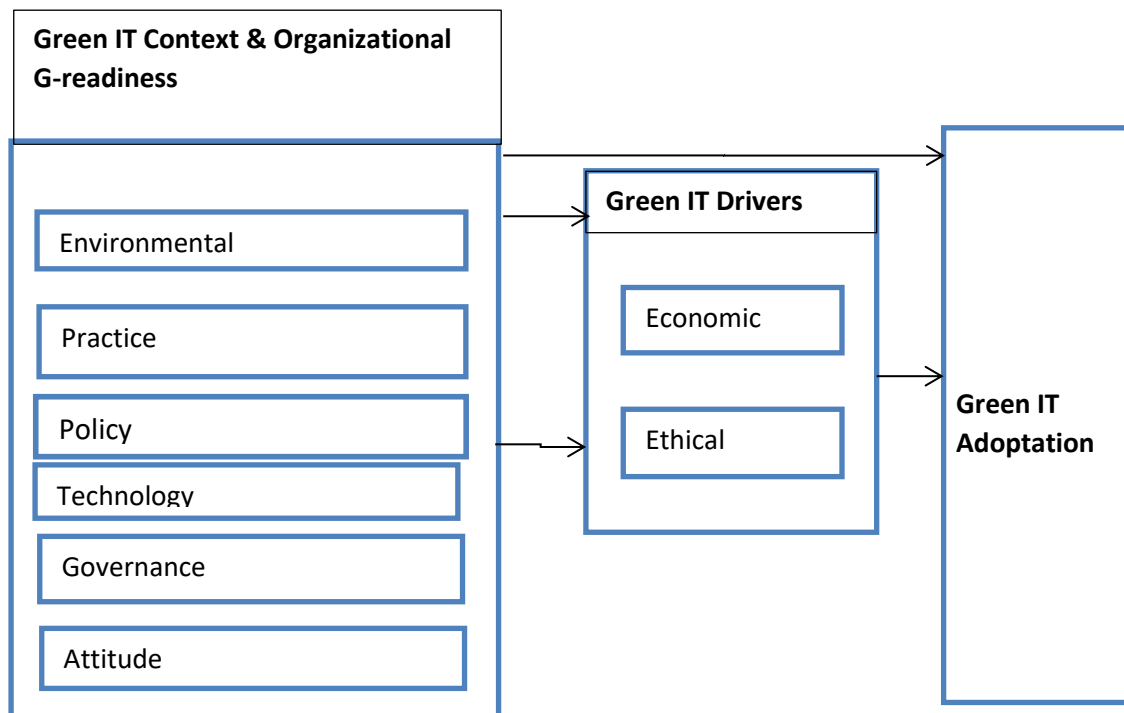 Green IT Context & Organizational
G-readiness
Environmental
Practice
Policy
Technology
Governance
Attitude
Green IT Drivers
Economic
Ethical
Green IT
Adoptation